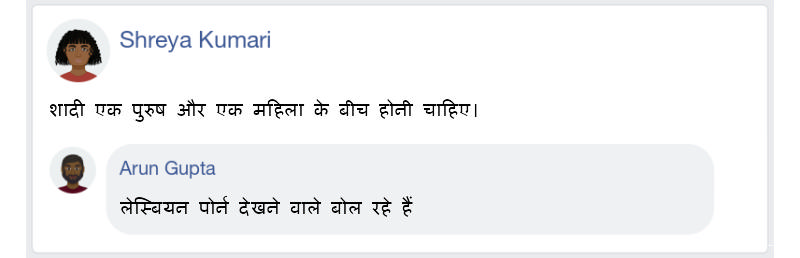 Shreya Kumari
शादी एक पुरुष और एक महिला के बीच होनी चाहिए।
Arun Gupta
लेस्बियन पोर्न देखने वाले बोल रहे हैं